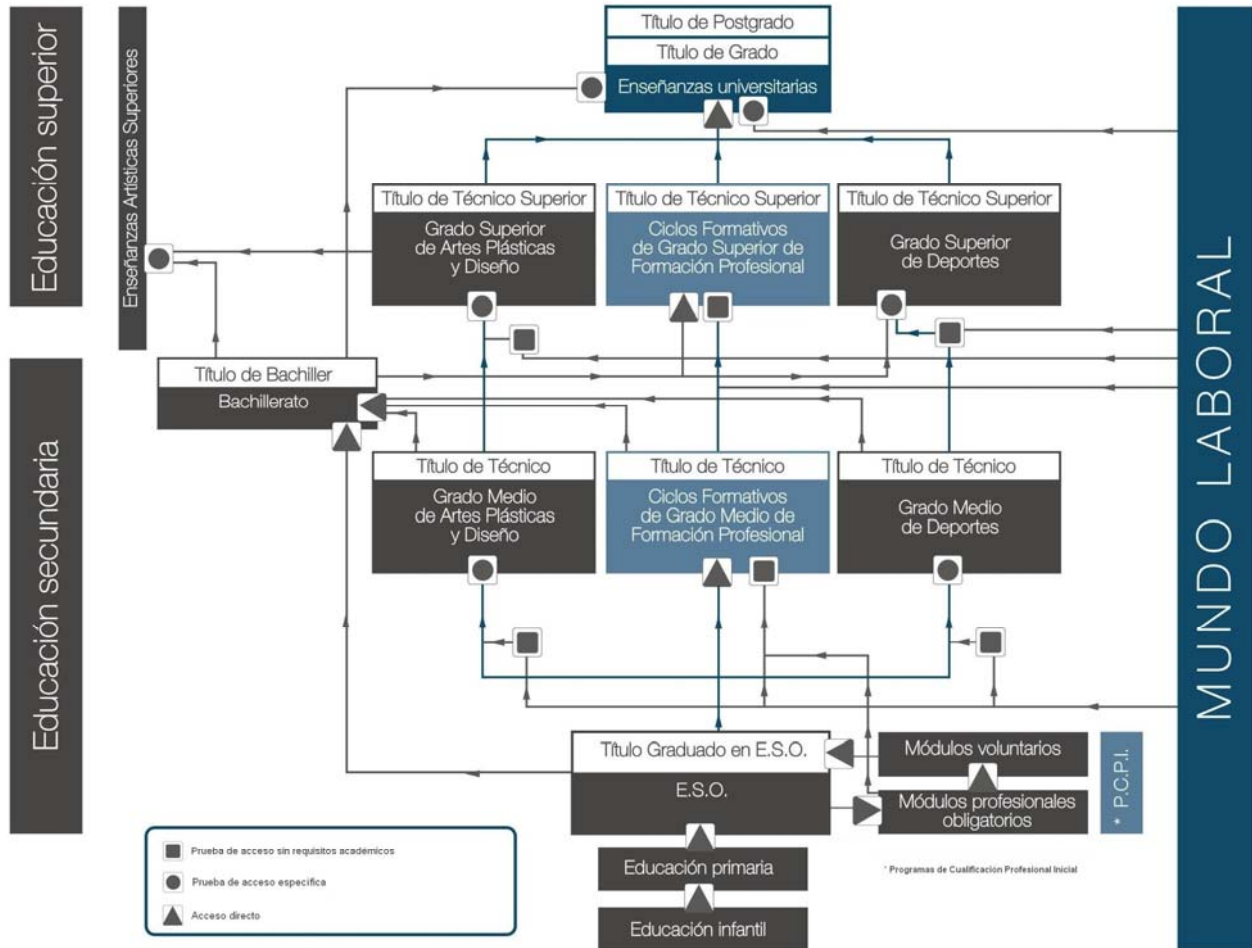 Educación superior
Enseñanzas Artísticas Superiores
Título de Postgrado
Título de Grado
Enseñanzas universitarias
Título de Técnico Superior
Grado Superior
de Artes Plásticas
y Diseño
Título de Técnico Superior
Ciclos Formativos
de Grado Superior de
Formación Profesional
Título de Técnico Superior
Grado Superior
de Deportes
MUNDO LABORAL
Educación secundaria
Título de Bachiller
Bachillerato
Título de Técnico
Grado Medio
de Artes Plásticas
y Diseño
Título de Técnico
Ciclos Formativos
de Grado Medio de
Formación Profesional
Título de Técnico
Grado Medio
de Deportes
Título Graduado en E.S.O.
E.S.O.
Módulos voluntarios
Módulos profesionales
obligatorios
* P.C.P.I.
Educación primaria
Educación infantil
* Programas de Cualificación Profesional Inicial
Prueba de acceso sin requisitos académicos
Prueba de acceso específica
Acceso directo